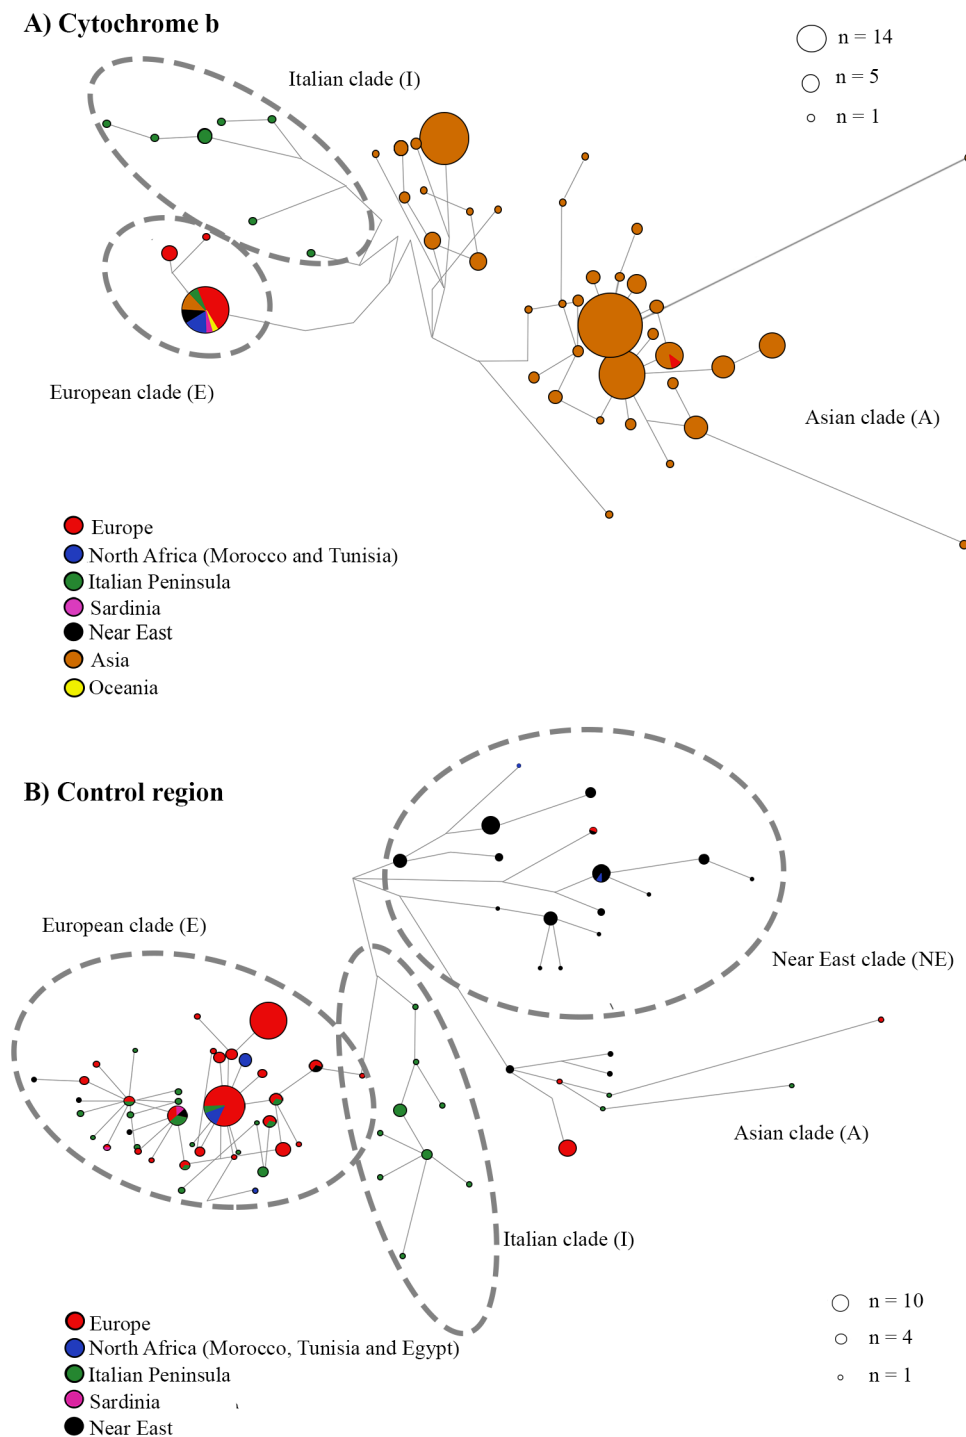 A) Cytochrome b
n = 14
Italian clade (I)
n = 5
n = 1
European clade (E)
Asian clade (A)
Europe
North Africa (Morocco and Tunisia)
Italian Peninsula
Sardinia
Near East
Asia
Oceania
B) Control region
European clade (E)
Near East clade (NE)
Asian clade (A)
Italian clade (I)
n = 10
n = 4
n = 1
Europe
North Africa (Morocco, Tunisia and Egypt)
Italian Peninsula
Sardinia
Near East